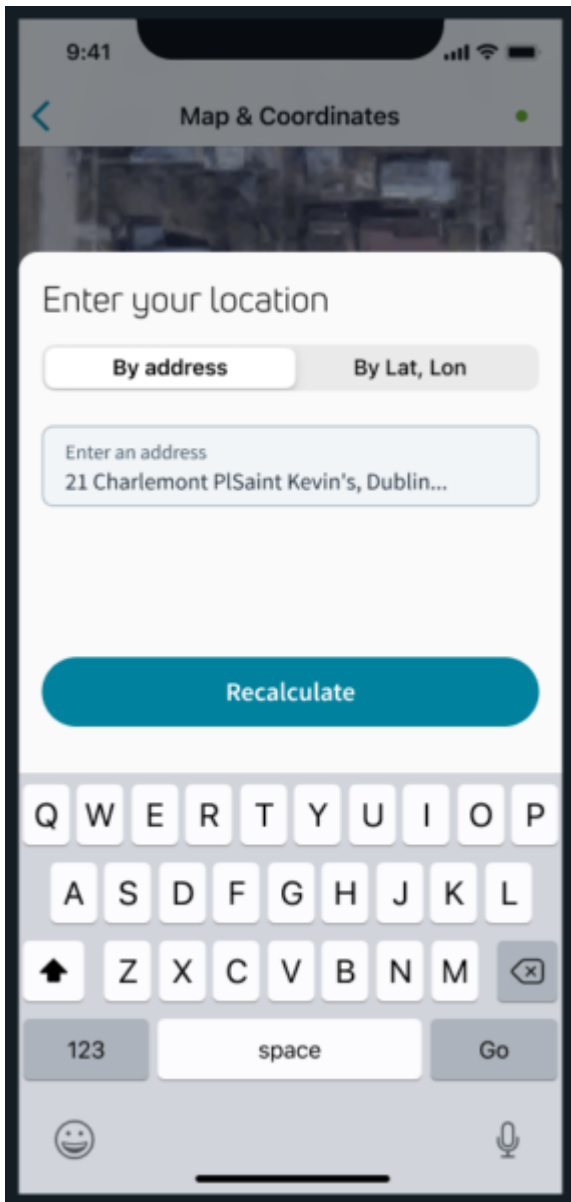 9:41
Map & Coordinates
Enter your location
By address By Lat, Lon
Enter an address
21 Charlemont PlSaint Kevin's, Dublin...
Recalculate
Q W E R T Y U I O P
A S D F G H J K L
Z X C V B N M
123 space Go